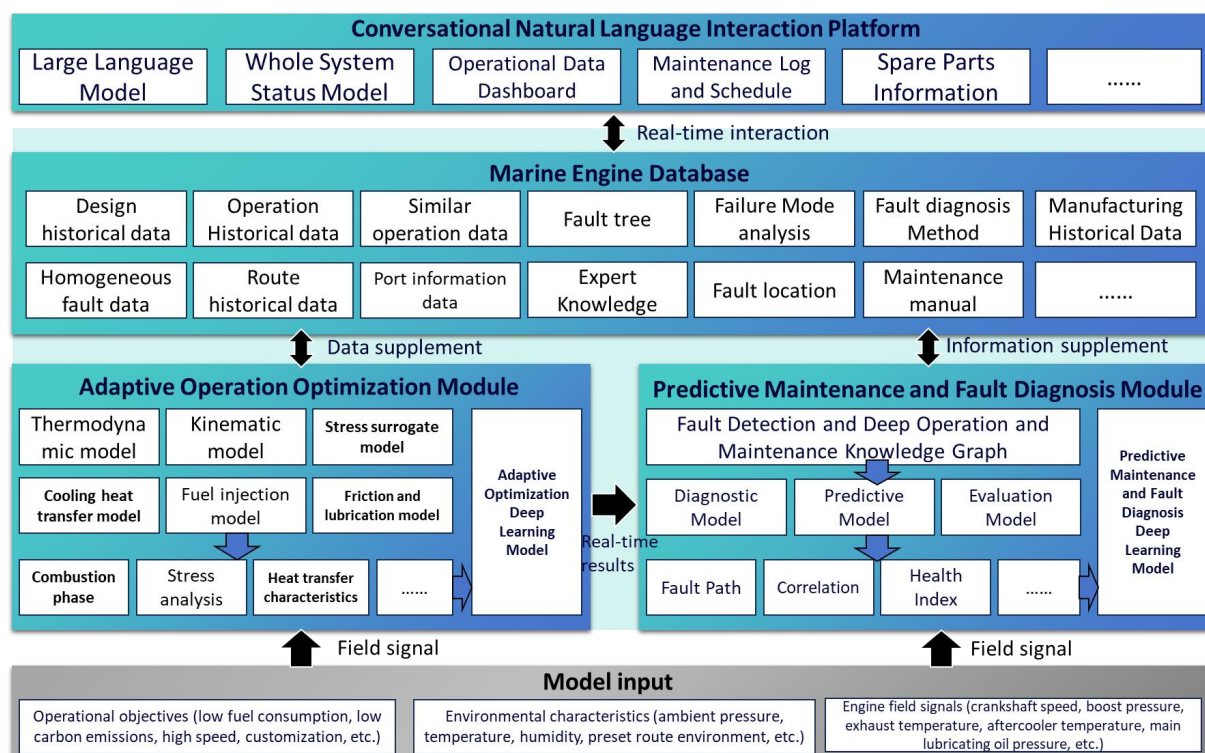 Conversational Natural Language Interaction Platform
Large Language
Model
Whole System
Status Model
Operational Data
Dashboard
Maintenance Log
and Schedule
Spare Parts
Information
……
Real-time interaction
Marine Engine Database
Design
historical data
Operation
Historical data
Similar
operation data
Fault tree
Failure Mode
analysis
Fault diagnosis
Method
Manufacturing
Historical Data
Homogeneous
fault data
Route
historical data
Port information
data
Expert
Knowledge
Fault location
Maintenance
manual
……
Data supplement
Information supplement
Adaptive Operation Optimization Module
Thermodyna
mic model
Kinematic
model
Stress surrogate
model
Cooling heat
transfer model
Fuel injection
model
Friction and
lubrication model
Combustion
phase
Stress
analysis
Heat transfer
characteristics
……
Adaptive
Optimization
Deep
Learning
Model
Real-time
results
Predictive Maintenance and Fault Diagnosis Module
Fault Detection and Deep Operation and
Maintenance Knowledge Graph
Diagnostic
Model
Predictive
Model
Evaluation
Model
Fault Path
Correlation
Health
Index
……
Predictive
Maintenance
and Fault
Diagnosis
Deep
Learning
Model
Field signal
Field signal
Model input
Operational objectives (low fuel consumption, low
carbon emissions, high speed, customization, etc.)
Environmental characteristics (ambient pressure,
temperature, humidity, preset route environment, etc.)
Engine field signals (crankshaft speed, boost pressure,
exhaust temperature, aftercooler temperature, main
lubricating oil pressure, etc.)